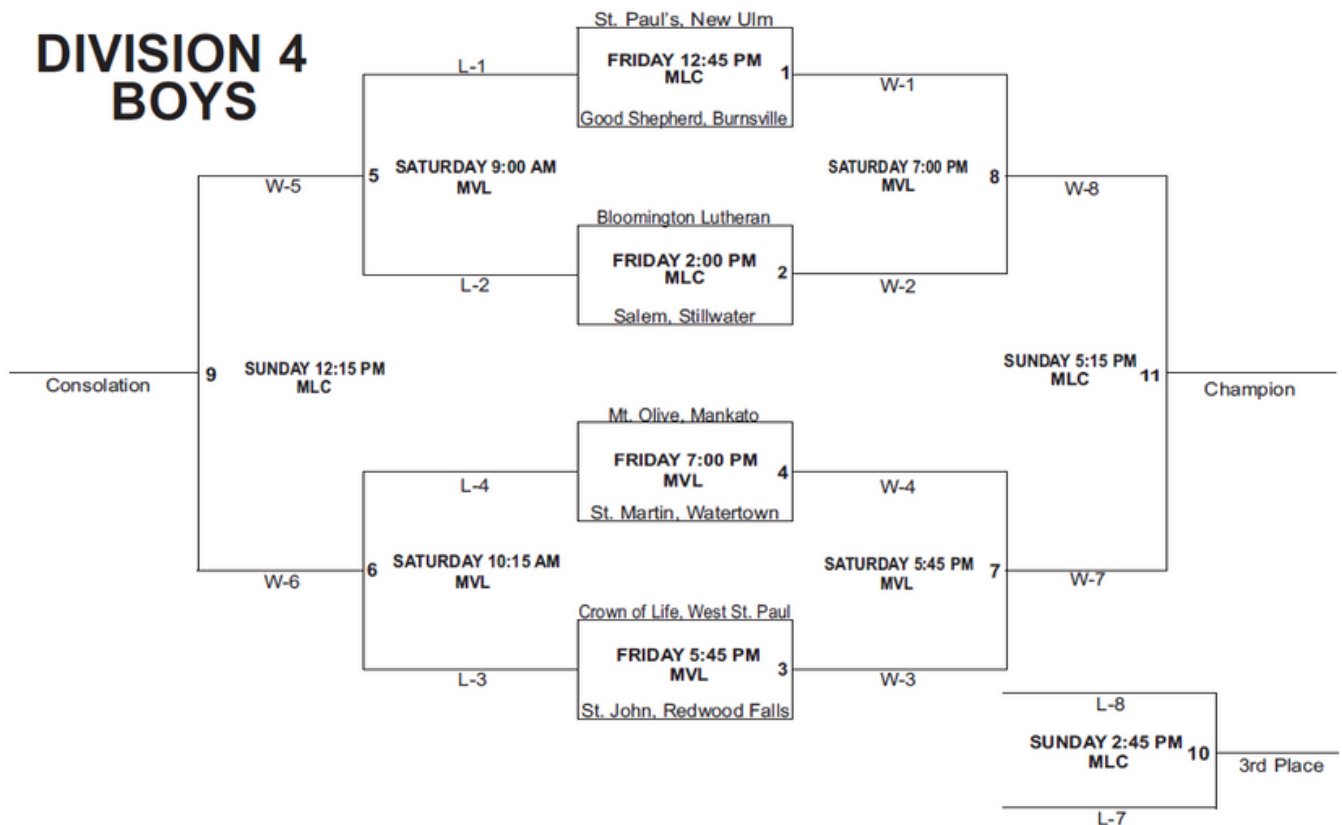 DIVISION 4
BOYS
St. Paul's, New Ulm
FRIDAY 12:45 PM
MLC
1
Good Shepherd, Burnsville
L-1
W-1
SATURDAY 9:00 AM
MVL
5
W-5
SATURDAY 7:00 PM
MVL
8
W-8
Bloomington Lutheran
FRIDAY 2:00 PM
MLC
2
Salem, Stillwater
L-2
W-2
9
SUNDAY 12:15 PM
MLC
Consolation
SUNDAY 5:15 PM
MLC
11
Champion
Mt. Olive, Mankato
FRIDAY 7:00 PM
MVL
4
St. Martin, Watertown
L-4
W-4
6
SATURDAY 10:15 AM
MVL
W-6
SATURDAY 5:45 PM
MVL
7
W-7
Crown of Life, West St. Paul
FRIDAY 5:45 PM
MVL
3
St. John, Redwood Falls
L-3
W-3
L-8
SUNDAY 2:45 PM
MLC
10
3rd Place
L-7